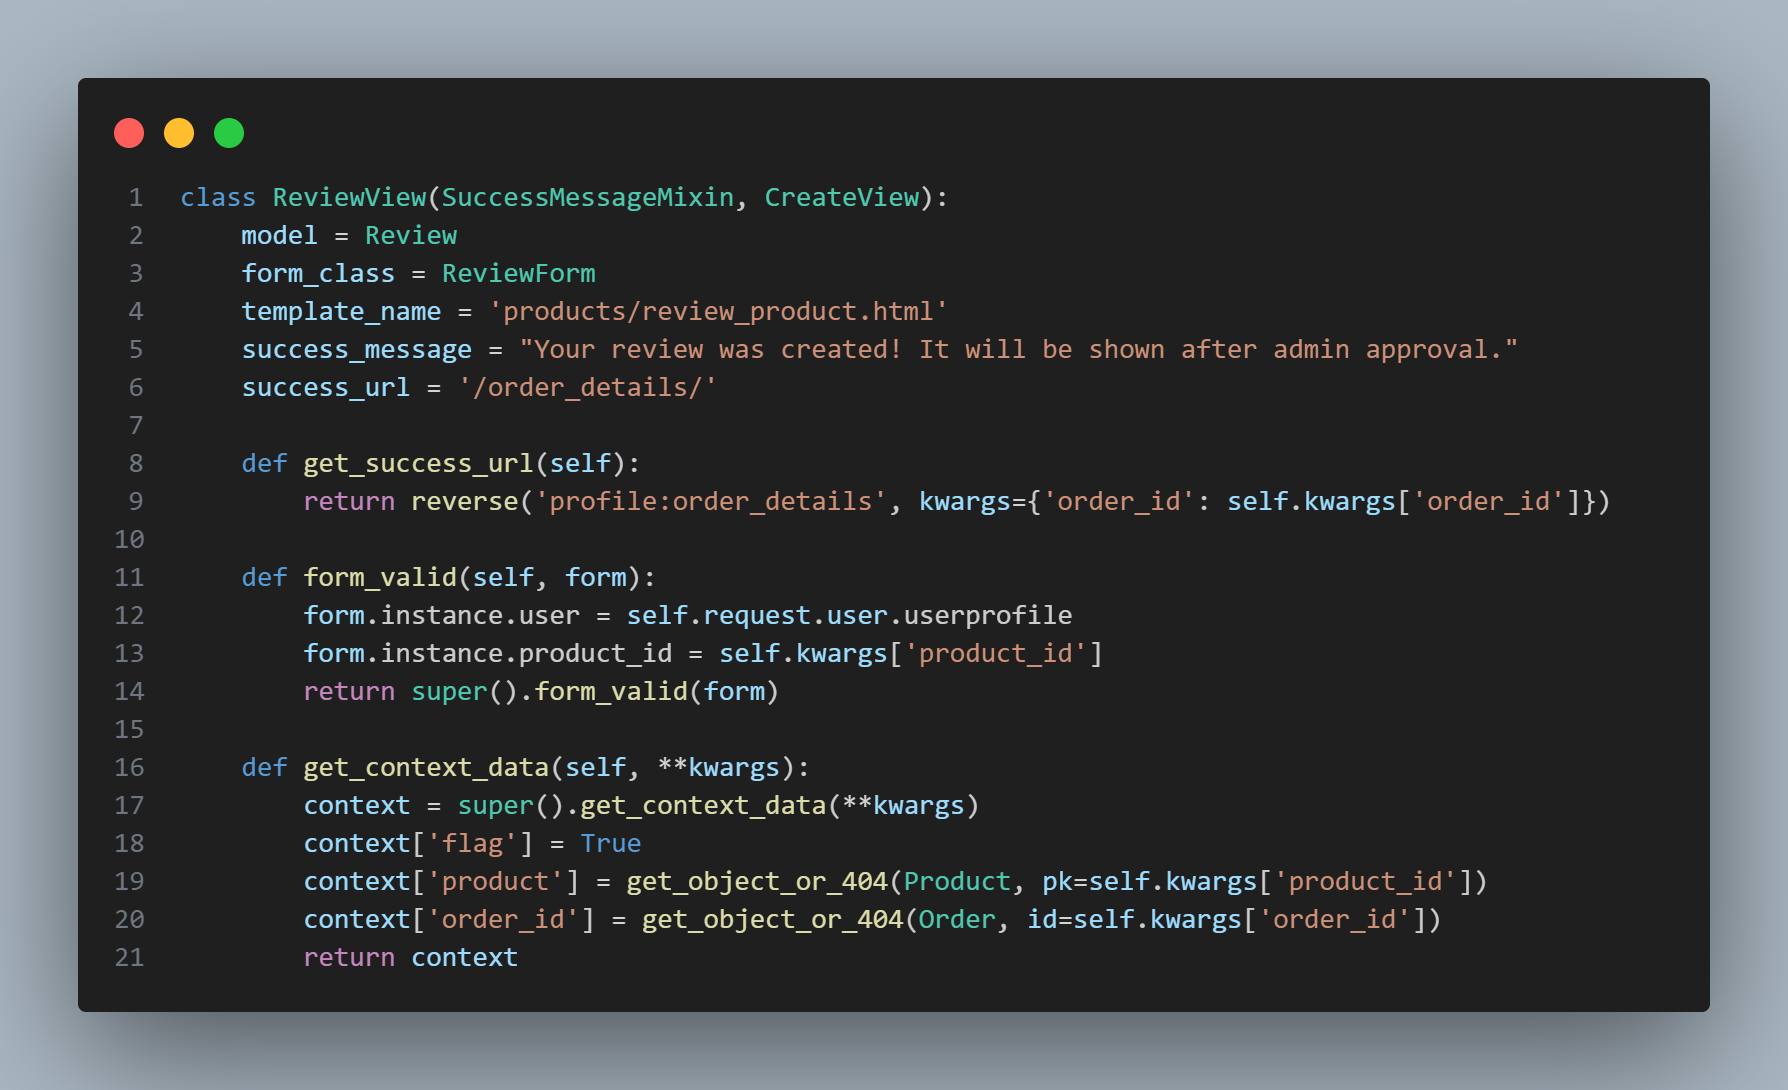 1 class ReviewView(SuccessMessageMixin, CreateView):
2     model = Review
3     form_class = ReviewForm
4     template_name = 'products/review_product.html'
5     success_message = "Your review was created! It will be shown after admin approval."
6     success_url = '/order_details/'
7
8     def get_success_url(self):
9         return reverse('profile:order_details', kwargs={'order_id': self.kwargs['order_id']})
10
11     def form_valid(self, form):
12         form.instance.user = self.request.user.userprofile
13         form.instance.product_id = self.kwargs['product_id']
14         return super().form_valid(form)
15
16     def get_context_data(self, **kwargs):
17         context = super().get_context_data(**kwargs)
18         context['flag'] = True
19         context['product'] = get_object_or_404(Product, pk=self.kwargs['product_id'])
20         context['order_id'] = get_object_or_404(Order, id=self.kwargs['order_id'])
21         return context